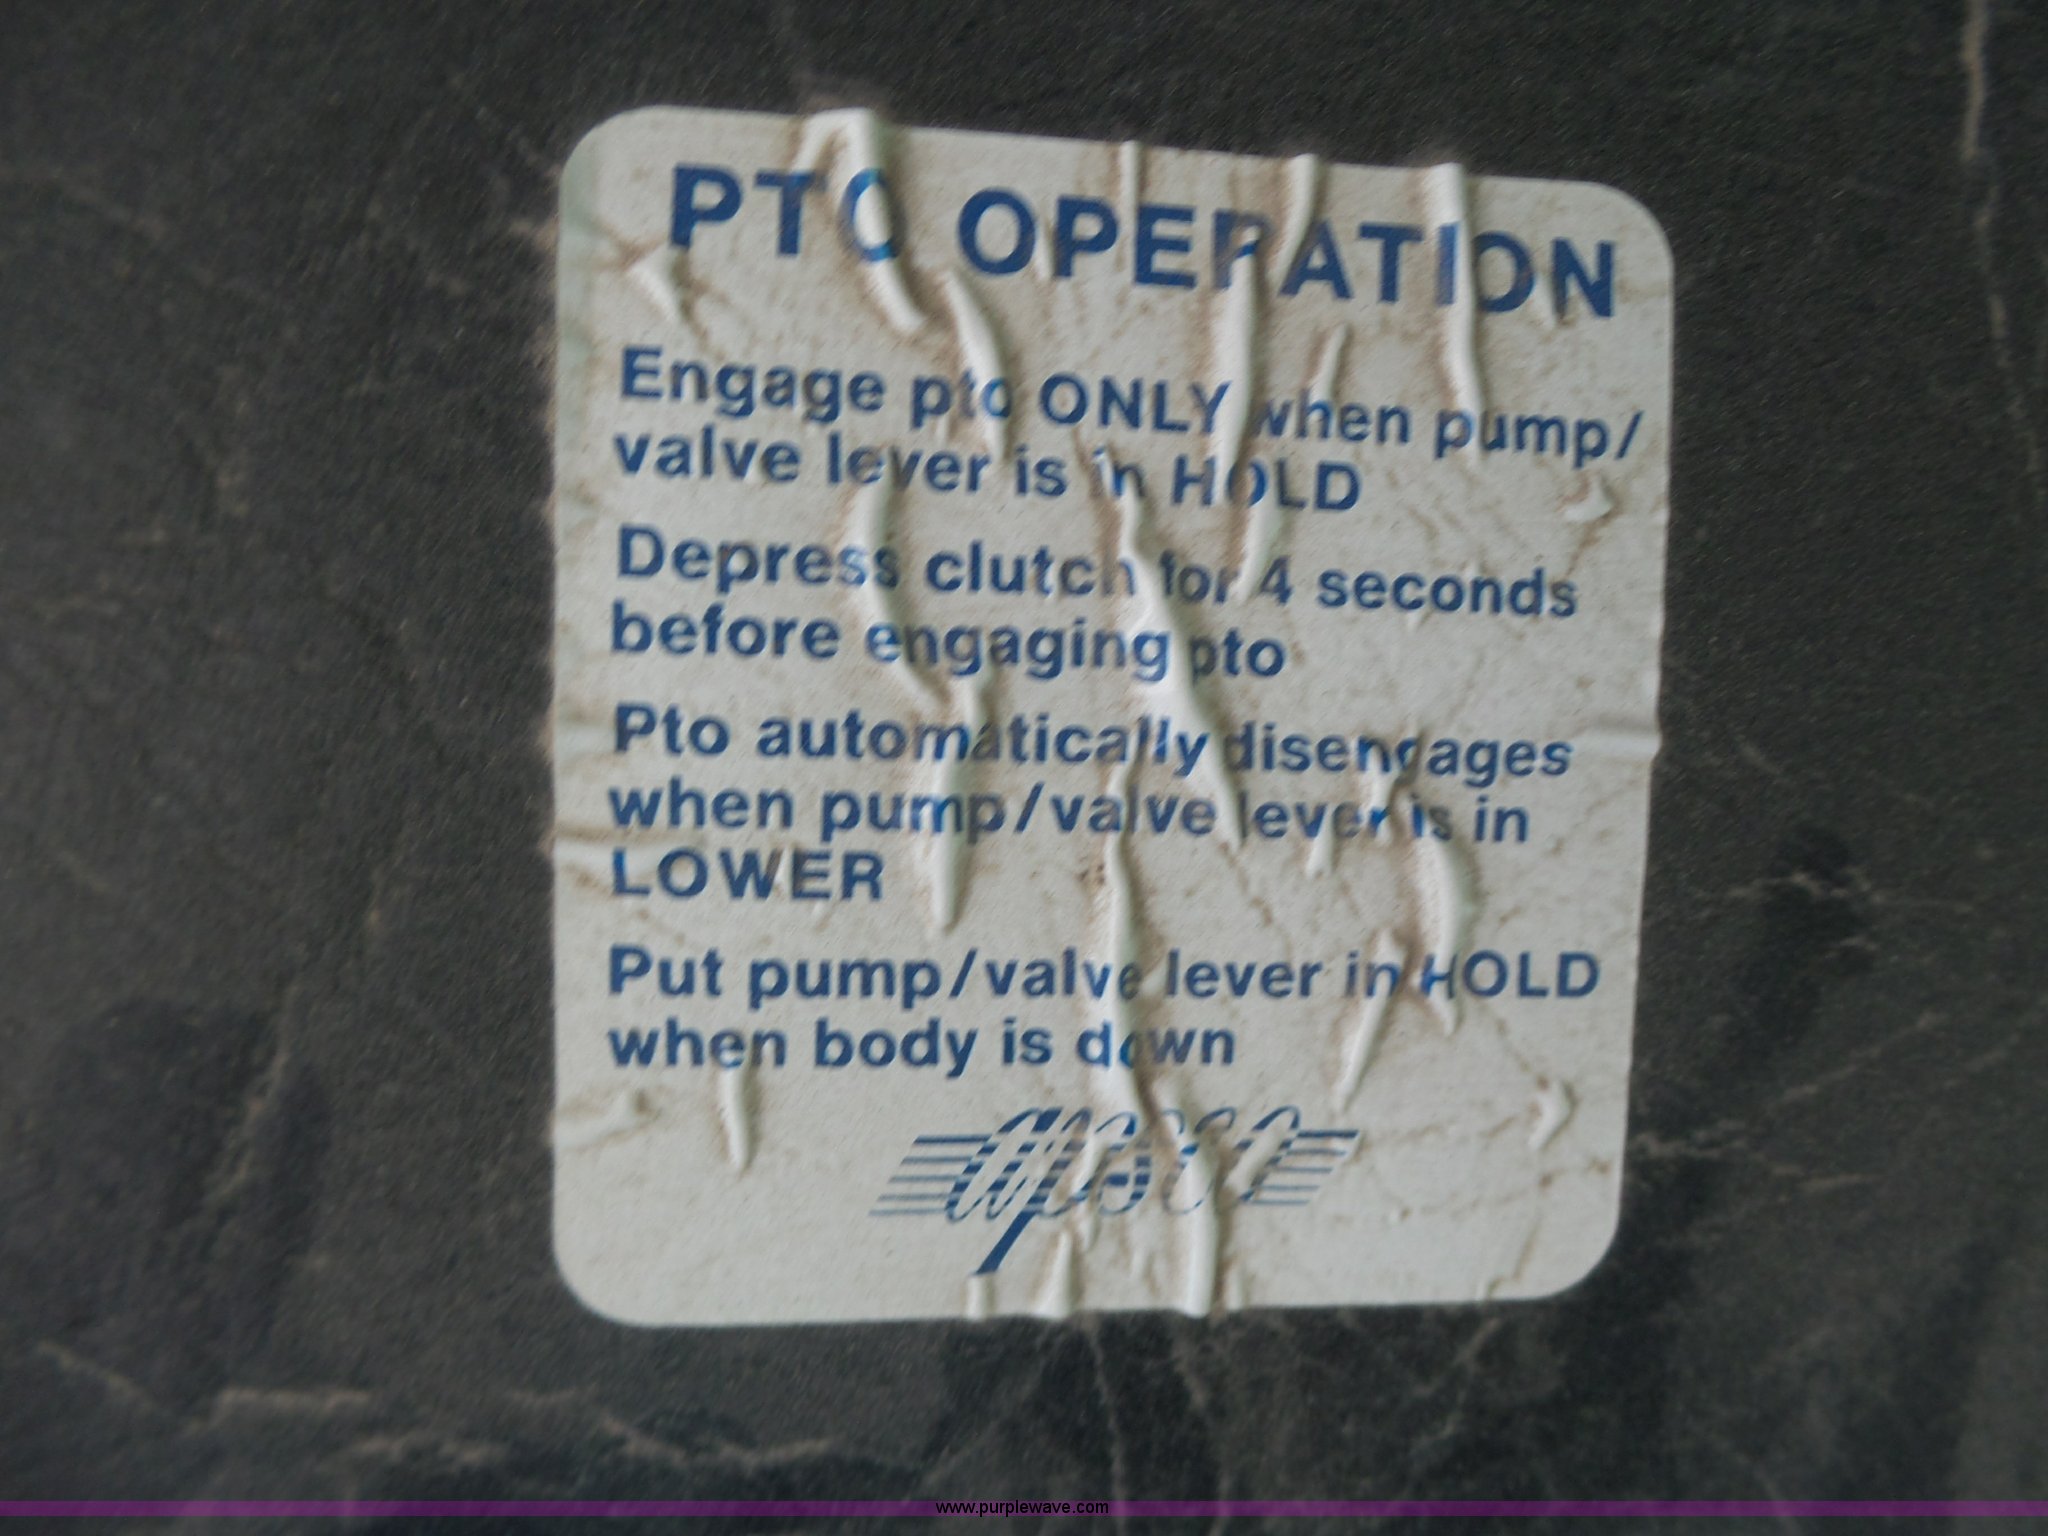 PTO OPERATION
Engage pto ONLY when pump/
valve lever is in HOLD
Depress clutch for 4 seconds
before engaging pto
Pto automatically disengages
when pump/valve lever is in
LOWER
Put pump/valve lever in HOLD
when body is down
apsco
www.purplewave.com